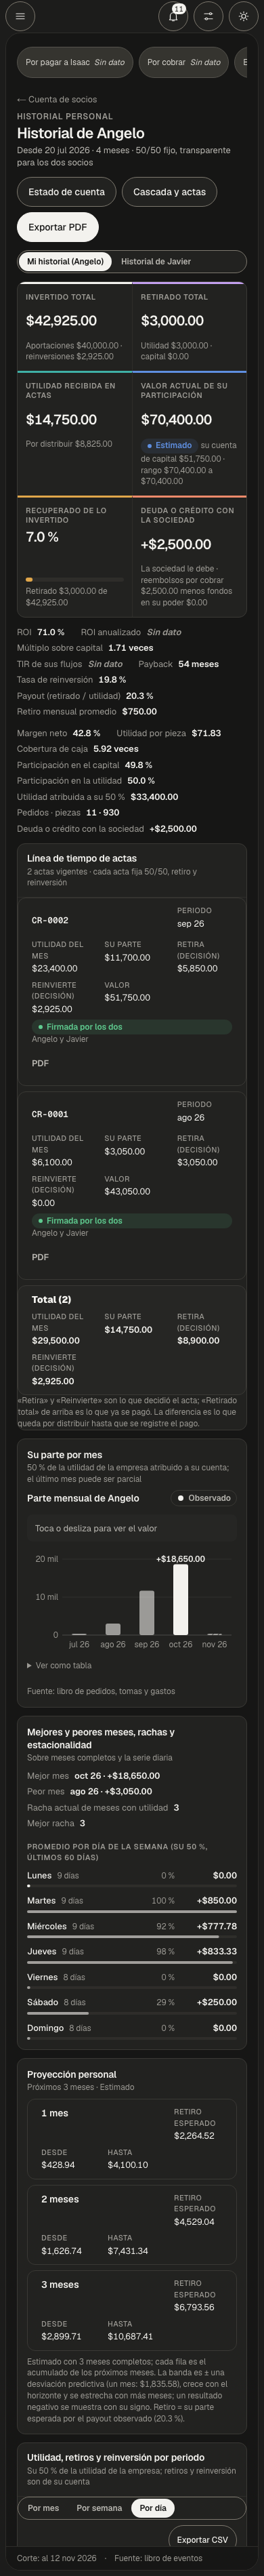 11
Por pagar a Isaac Sin dato
Por cobrar Sin dato
← Cuenta de socios
HISTORIAL PERSONAL
Historial de Angelo
Desde 20 jul 2026 · 4 meses · 50/50 fijo, transparente
para los dos socios
Estado de cuenta
Cascada y actas
Exportar PDF
Mi historial (Angelo)
Historial de Javier
INVERTIDO TOTAL
$42,925.00
Aportaciones $40,000.00 ·
reinversiones $2,925.00
RETIRADO TOTAL
$3,000.00
Utilidad $3,000.00 ·
capital $0.00
UTILIDAD RECIBIDA EN
ACTAS
$14,750.00
Por distribuir $8,825.00
VALOR ACTUAL DE SU
PARTICIPACIÓN
$70,400.00
Estimado su cuenta
de capital $51,750.00 ·
rango $70,400.00 a
$70,400.00
RECUPERADO DE LO
INVERTIDO
7.0 %
Retirado $3,000.00 de
$42,925.00
DEUDA O CRÉDITO CON
LA SOCIEDAD
+$2,500.00
La sociedad le debe ·
reembolsos por cobrar
$2,500.00 menos fondos
en su poder $0.00
ROI 71.0 % ROI anualizado Sin dato
Múltiplo sobre capital 1.71 veces
TIR de sus flujos Sin dato Payback 54 meses
Tasa de reinversión 19.8 %
Payout (retirado / utilidad) 20.3 %
Retiro mensual promedio $750.00
Margen neto 42.8 % Utilidad por pieza $71.83
Cobertura de caja 5.92 veces
Participación en el capital 49.8 %
Participación en la utilidad 50.0 %
Utilidad atribuida a su 50 % $33,400.00
Pedidos · piezas 11 · 930
Deuda o crédito con la sociedad +$2,500.00
Línea de tiempo de actas
2 actas vigentes · cada acta fija 50/50, retiro y
reinversión
CR-0002
PERIODO
sep 26
UTILIDAD DEL
MES
$23,400.00
SU PARTE
$11,700.00
RETIRA
(DECISIÓN)
$5,850.00
REINVIERTE
(DECISIÓN)
$2,925.00
VALOR
$51,750.00
Firmada por los dos
Angelo y Javier
PDF
CR-0001
PERIODO
ago 26
UTILIDAD DEL
MES
$6,100.00
SU PARTE
$3,050.00
RETIRA
(DECISIÓN)
$3,050.00
REINVIERTE
(DECISIÓN)
$0.00
VALOR
$43,050.00
Firmada por los dos
Angelo y Javier
PDF
Total (2)
UTILIDAD DEL
MES
$29,500.00
SU PARTE
$14,750.00
RETIRA
(DECISIÓN)
$8,900.00
REINVIERTE
(DECISIÓN)
$2,925.00
«Retira» y «Reinvierte» son lo que decidió el acta; «Retirado
total» de arriba es lo que ya se pagó. La diferencia es lo que
queda por distribuir hasta que se registre el pago.
Su parte por mes
50 % de la utilidad de la empresa atribuido a su cuenta;
el último mes puede ser parcial
Parte mensual de Angelo
Observado
Toca o desliza para ver el valor
20 mil
+$18,650.00
10 mil
0
jul 26 ago 26 sep 26 oct 26 nov 26
▶ Ver como tabla
Fuente: libro de pedidos, tomas y gastos
Mejores y peores meses, rachas y
estacionalidad
Sobre meses completos y la serie diaria
Mejor mes oct 26 · +$18,650.00
Peor mes ago 26 · +$3,050.00
Racha actual de meses con utilidad 3
Mejor racha 3
PROMEDIO POR DÍA DE LA SEMANA (SU 50 %,
ÚLTIMOS 60 DÍAS)
Lunes 9 días 0 % $0.00
Martes 9 días 100 % +$850.00
Miércoles 9 días 92 % +$777.78
Jueves 9 días 98 % +$833.33
Viernes 8 días 0 % $0.00
Sábado 8 días 29 % +$250.00
Domingo 8 días 0 % $0.00
Proyección personal
Próximos 3 meses · Estimado
1 mes
RETIRO
ESPERADO
$2,264.52
DESDE
$428.94
HASTA
$4,100.10
2 meses
RETIRO
ESPERADO
$4,529.04
DESDE
$1,626.74
HASTA
$7,431.34
3 meses
RETIRO
ESPERADO
$6,793.56
DESDE
$2,899.71
HASTA
$10,687.41
Estimado con 3 meses completos; cada fila es el
acumulado de los próximos meses. La banda es ± una
desviación predictiva (un mes: $1,835.58), crece con el
horizonte y se estrecha con más meses; un resultado
negativo se muestra con su signo. Retiro = su parte
esperada por el payout observado (20.3 %).
Utilidad, retiros y reinversión por periodo
Su 50 % de la utilidad de la empresa; retiros y reinversión
son de su cuenta
Por mes
Por semana
Por día
Exportar CSV
Corte: al 12 nov 2026 · Fuente: libro de eventos